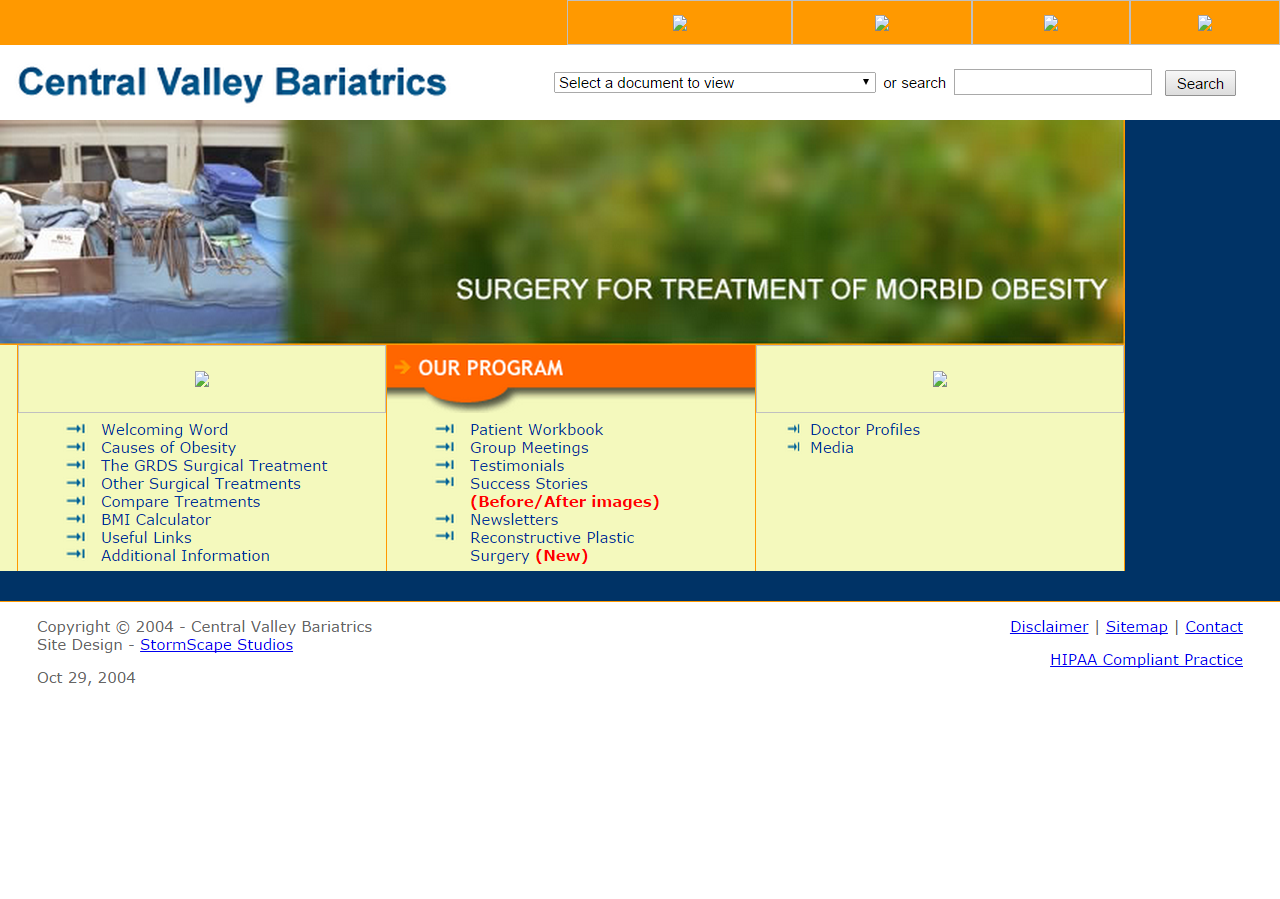 Central Valley Bariatrics
Select a document to view
or search
Search
SURGERY FOR TREATMENT OF MORBID OBESITY
OUR PROGRAM
Welcoming Word
Causes of Obesity
The GRDS Surgical Treatment
Other Surgical Treatments
Compare Treatments
BMI Calculator
Useful Links
Additional Information
Patient Workbook
Group Meetings
Testimonials
Success Stories
(Before/After images)
Newsletters
Reconstructive Plastic
Surgery (New)
Doctor Profiles
Media
Copyright © 2004 - Central Valley Bariatrics
Site Design - StormScape Studios
Oct 29, 2004
Disclaimer | Sitemap | Contact
HIPAA Compliant Practice